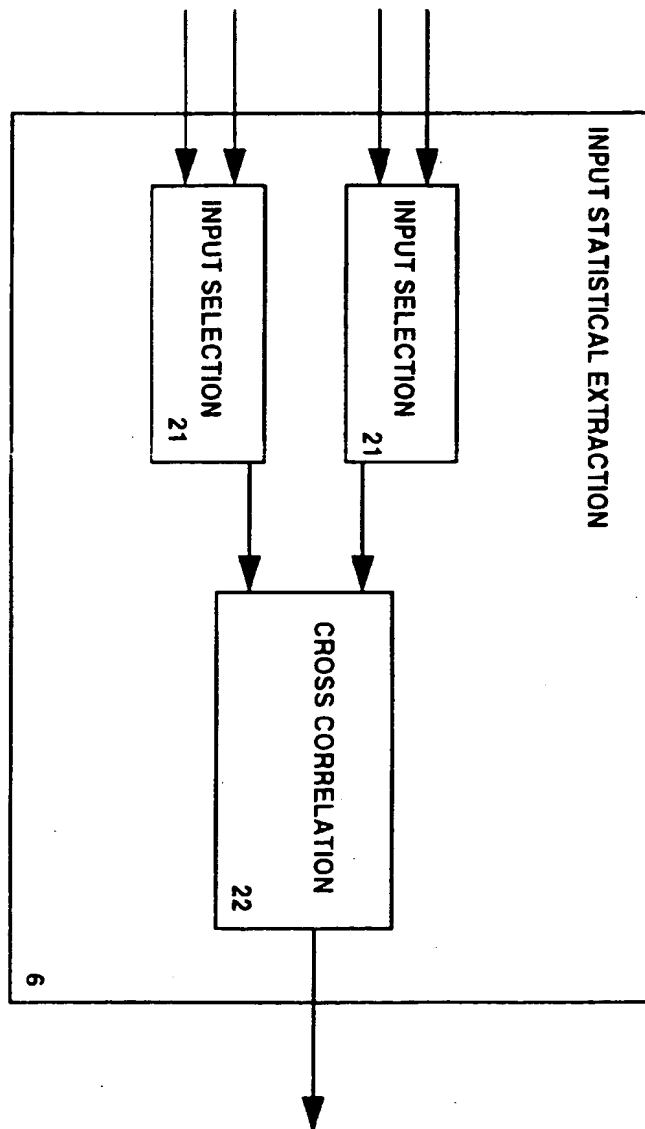 INPUT STATISTICAL EXTRACTION
INPUT SELECTION
21
INPUT SELECTION
21
CROSS CORRELATION
22
6